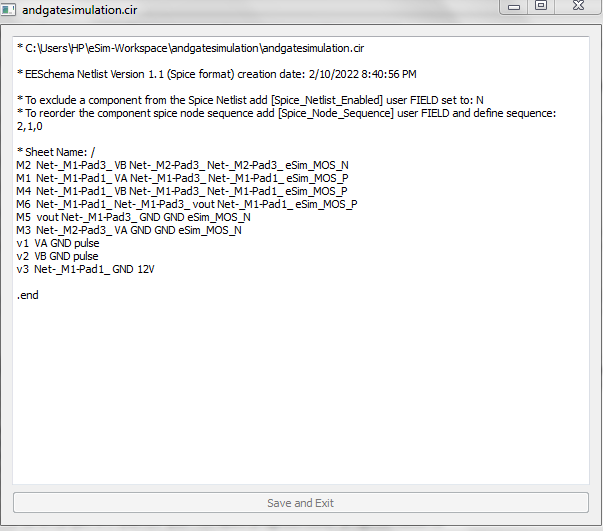 andgatesimulation.cir
* C:\Users\HP\eSim-Workspace\andgatesimulation\andgatesimulation.cir
* EESchema Netlist Version 1.1 (Spice format) creation date: 2/10/2022 8:40:56 PM
* To exclude a component from the Spice Netlist add [Spice_Netlist_Enabled] user FIELD set to: N
* To reorder the component spice node sequence add [Spice_Node_Sequence] user FIELD and define sequence:
2,1,0
* Sheet Name: /
M2 Net-_M1-Pad3_ VB Net-_M2-Pad3_ Net-_M2-Pad3_ eSim_MOS_N
M1 Net-_M1-Pad1_ VA Net-_M1-Pad3_ Net-_M1-Pad1_ eSim_MOS_P
M4 Net-_M1-Pad1_ VB Net-_M1-Pad3_ Net-_M1-Pad1_ eSim_MOS_P
M6 Net-_M1-Pad1_ Net-_M1-Pad3_ vout Net-_M1-Pad1_ eSim_MOS_P
M5 vout Net-_M1-Pad3_ GND GND eSim_MOS_N
M3 Net-_M2-Pad3_ VA GND GND eSim_MOS_N
v1 VA GND pulse
v2 VB GND pulse
v3 Net-_M1-Pad1_ GND 12V
.end
Save and Exit